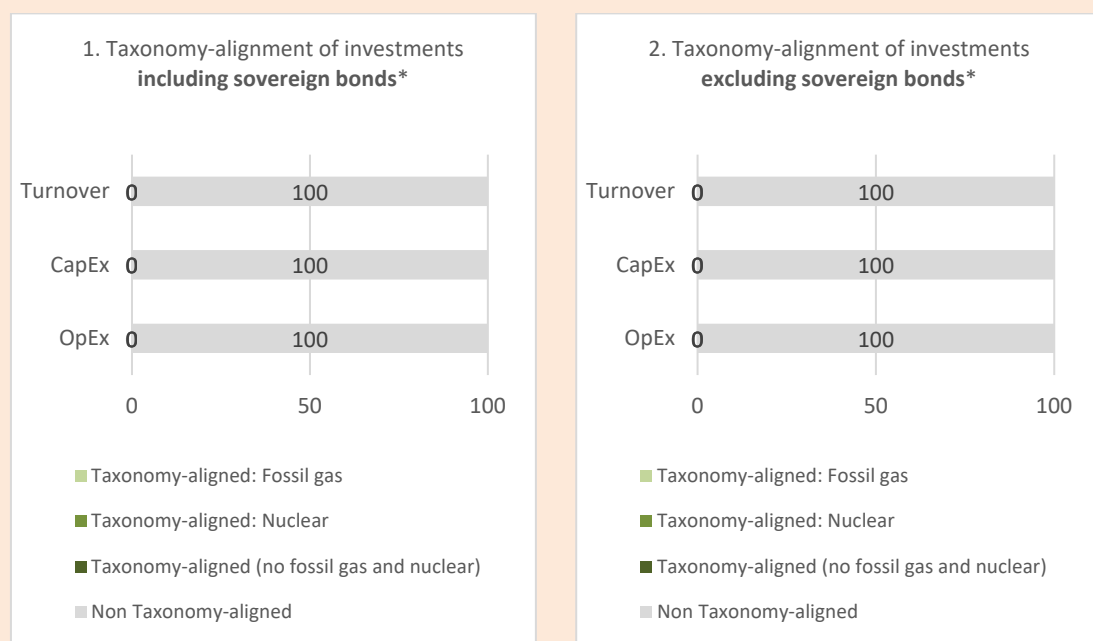 1. Taxonomy-alignment of investments
including sovereign bonds*
Turnover 0 100
CapEx 0 100
OpEx 0 100
0 50 100
Taxonomy-aligned: Fossil gas
Taxonomy-aligned: Nuclear
Taxonomy-aligned (no fossil gas and nuclear)
Non Taxonomy-aligned
2. Taxonomy-alignment of investments
excluding sovereign bonds*
Turnover 0 100
CapEx 0 100
OpEx 0 100
0 50 100
Taxonomy-aligned: Fossil gas
Taxonomy-aligned: Nuclear
Taxonomy-aligned (no fossil gas and nuclear)
Non Taxonomy-aligned